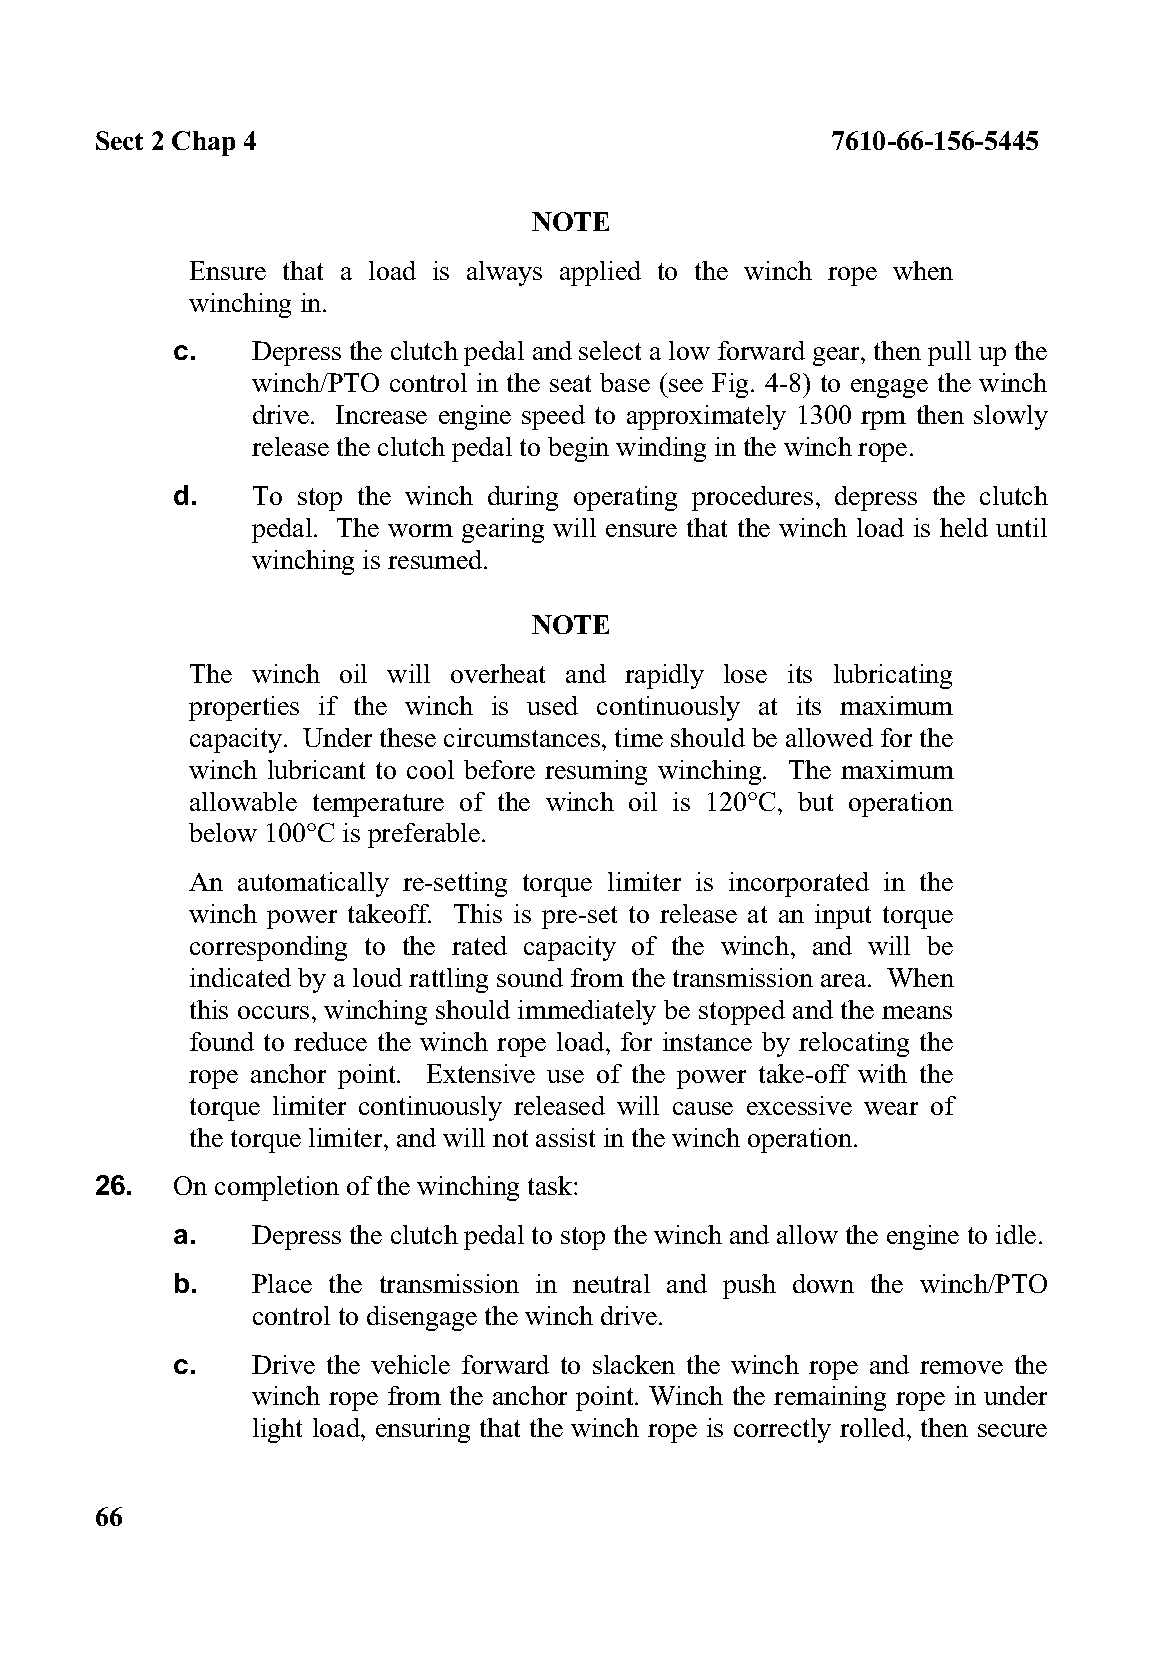 Sect 2 Chap 4 7610-66-156-5445
NOTE
Ensure that a load is always applied to the winch rope when
winching in.
c. Depress the clutch pedal and select a low forward gear, then pull up the
winch/PTO control in the seat base (see Fig. 4-8) to engage the winch
drive. Increase engine speed to approximately 1300 rpm then slowly
release the clutch pedal to begin winding in the winch rope.
d. To stop the winch during operating procedures, depress the clutch
pedal. The worm gearing will ensure that the winch load is held until
winching is resumed.
NOTE
The winch oil will overheat and rapidly lose its lubricating
properties if the winch is used continuously at its maximum
capacity. Under these circumstances, time should be allowed for the
winch lubricant to cool before resuming winching. The maximum
allowable temperature of the winch oil is 120°C, but operation
below 100°C is preferable.
An automatically re-setting torque limiter is incorporated in the
winch power takeoff. This is pre-set to release at an input torque
corresponding to the rated capacity of the winch, and will be
indicated by a loud rattling sound from the transmission area. When
this occurs, winching should immediately be stopped and the means
found to reduce the winch rope load, for instance by relocating the
rope anchor point. Extensive use of the power take-off with the
torque limiter continuously released will cause excessive wear of
the torque limiter, and will not assist in the winch operation.
26. On completion of the winching task:
a. Depress the clutch pedal to stop the winch and allow the engine to idle.
b. Place the transmission in neutral and push down the winch/PTO
control to disengage the winch drive.
c. Drive the vehicle forward to slacken the winch rope and remove the
winch rope from the anchor point. Winch the remaining rope in under
light load, ensuring that the winch rope is correctly rolled, then secure
66